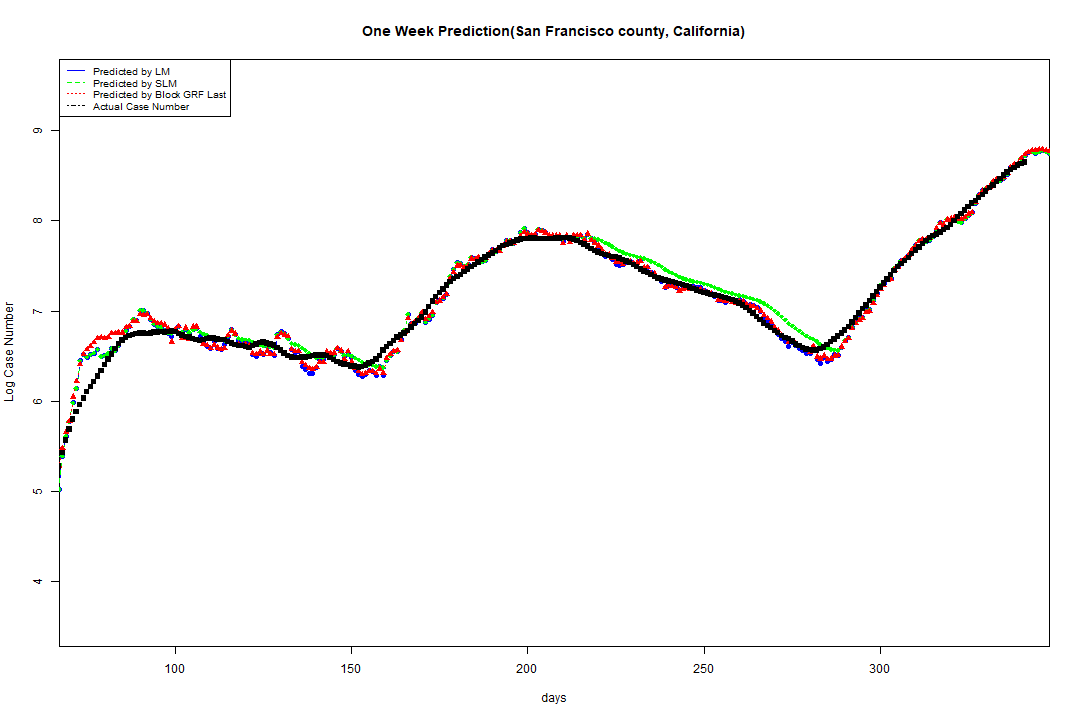 One Week Prediction(San Francisco county, California)
Predicted by LM
Predicted by SLM
Predicted by Block GRF Last
Actual Case Number
9
8
7
6
5
4
Log Case Number
100 150 200 250 300
days